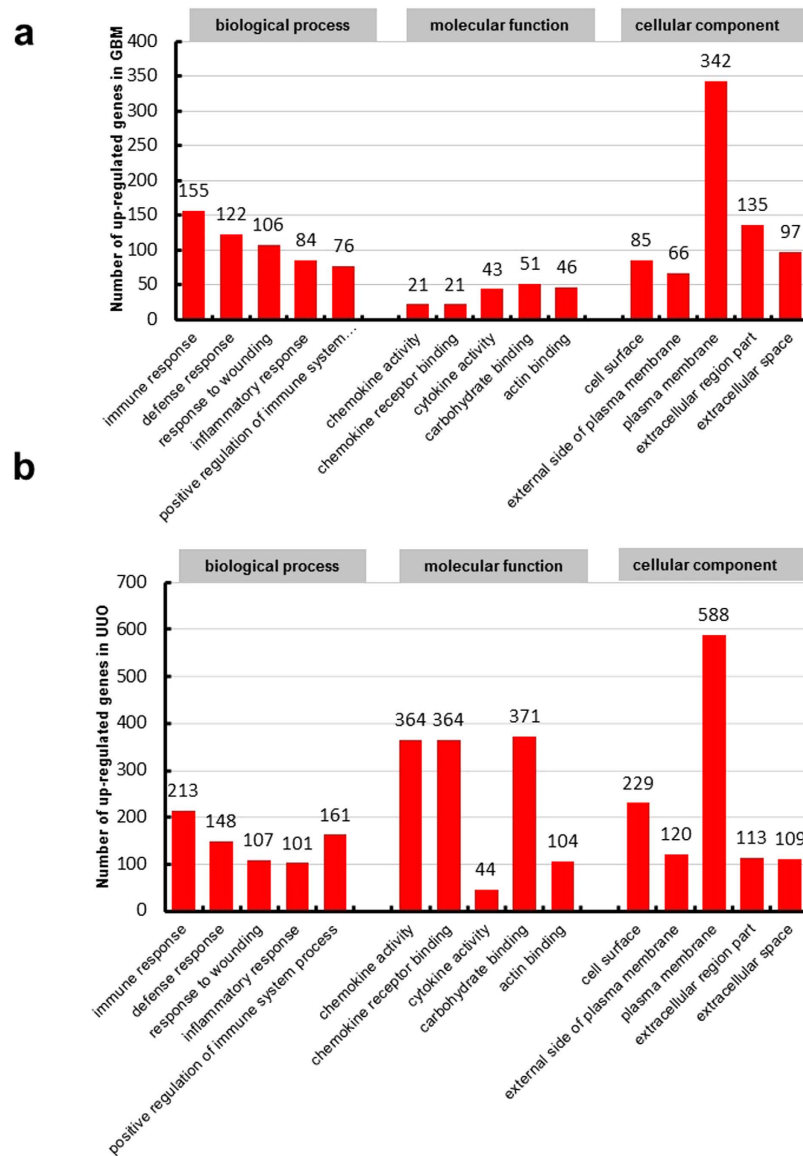 a
biological process
molecular function
cellular component
Number of up-regulated genes in GBM
400
350
300
250
200
150
100
50
0
155
122
106
84
76
21
21
43
51
46
85
66
342
135
97
immune response
defense response
response to wounding
inflammatory response
positive regulation of immune system...
chemokine activity
chemokine receptor binding
cytokine activity
carbohydrate binding
actin binding
cell surface
external side of plasma membrane
plasma membrane
extracellular region part
extracellular space
b
biological process
molecular function
cellular component
Number of up-regulated genes in UUO
700
600
500
400
300
200
100
0
213
148
107
101
161
364
364
44
371
104
229
120
588
113
109
immune response
defense response
response to wounding
inflammatory response
positive regulation of immune system process
chemokine activity
chemokine receptor binding
cytokine activity
carbohydrate binding
actin binding
cell surface
external side of plasma membrane
plasma membrane
extracellular region part
extracellular space